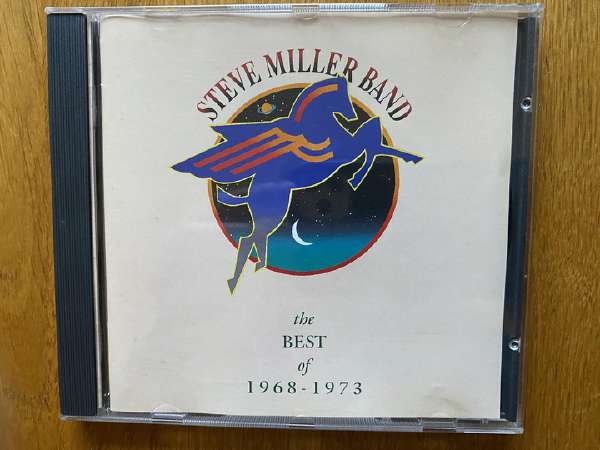 STEVE MILLER BAND
the
BEST
of
1968-1973